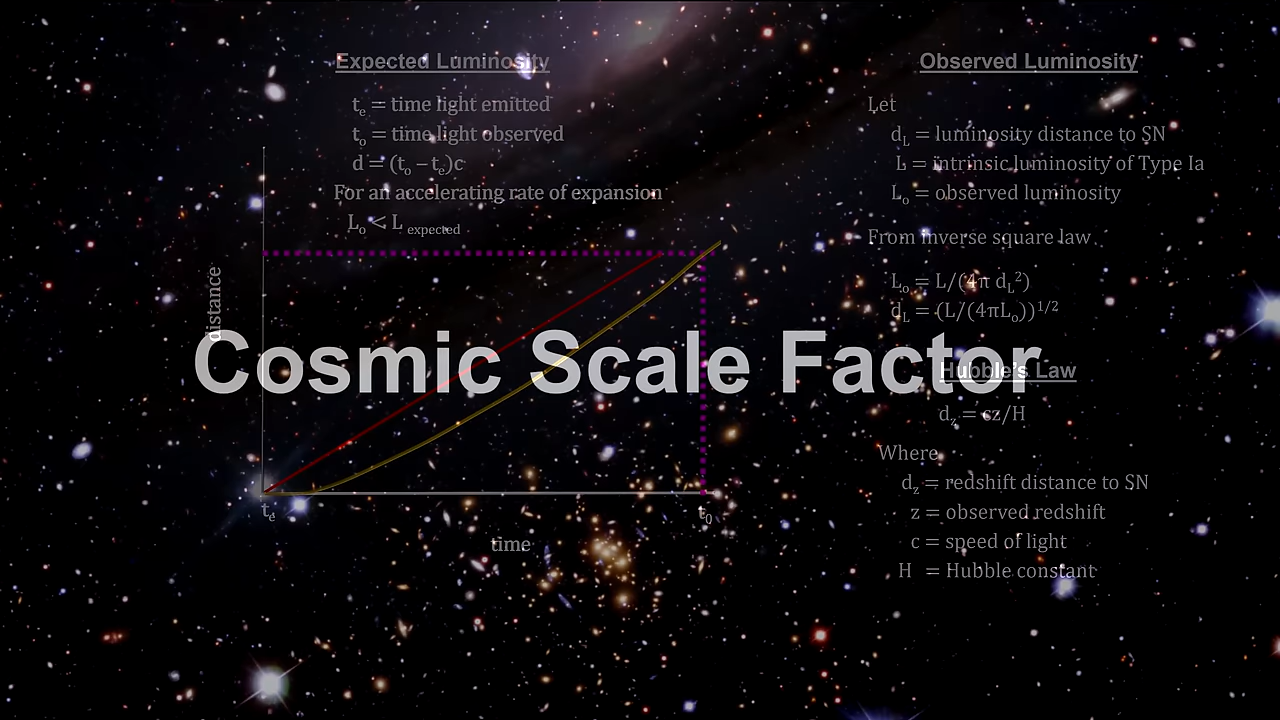 Expected Luminosity
tₑ = time light emitted
tₒ = time light observed
d = (tₒ – tₑ)c
For an accelerating rate of expansion
Lₒ < L expected
distance
tₑ
t₀
time
Cosmic Scale Factor
Observed Luminosity
Let
d_L = luminosity distance to SN
L = intrinsic luminosity of Type Ia
Lₒ = observed luminosity
From inverse square law
Lₒ = L/(4π d_L²)
d_L = (L/(4πLₒ))¹/²
Hubble's Law
d_z = cz/H
Where
d_z = redshift distance to SN
z = observed redshift
c = speed of light
H = Hubble constant